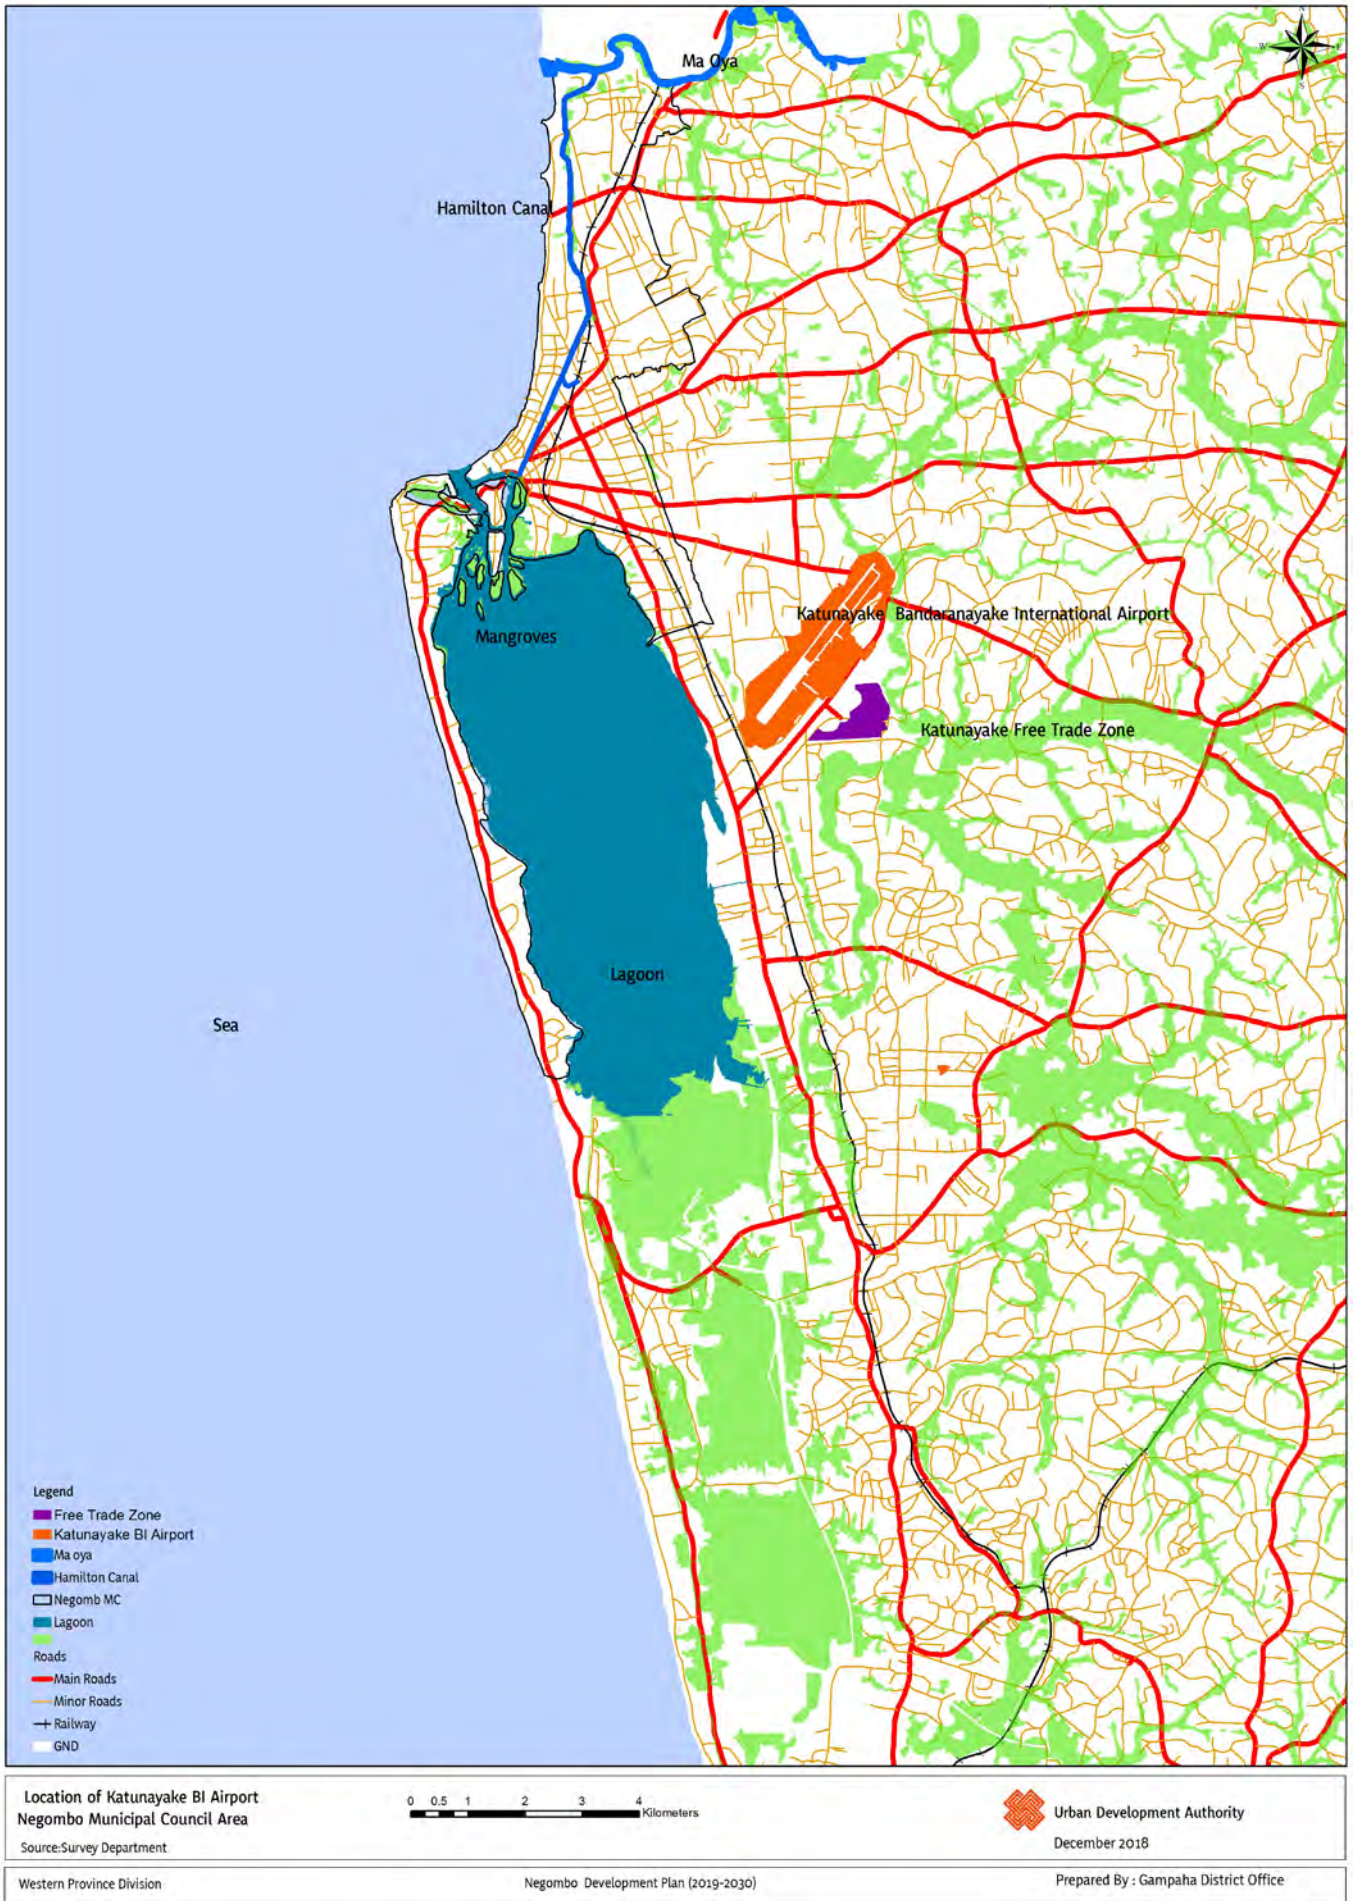 N
W
E
S
Ma Oya
Hamilton Canal
Katunayake Bandaranayake International Airport
Mangroves
Katunayake Free Trade Zone
Lagoon
Sea
Legend
Free Trade Zone
Katunayake BI Airport
Ma oya
Hamilton Canal
Negomb MC
Lagoon
Roads
Main Roads
Minor Roads
Railway
GND
Location of Katunayake BI Airport
Negombo Municipal Council Area
Source:Survey Department
0 0.5 1 2 3 4
Kilometers
Urban Development Authority
December 2018
Western Province Division
Negombo Development Plan (2019-2030)
Prepared By : Gampaha District Office